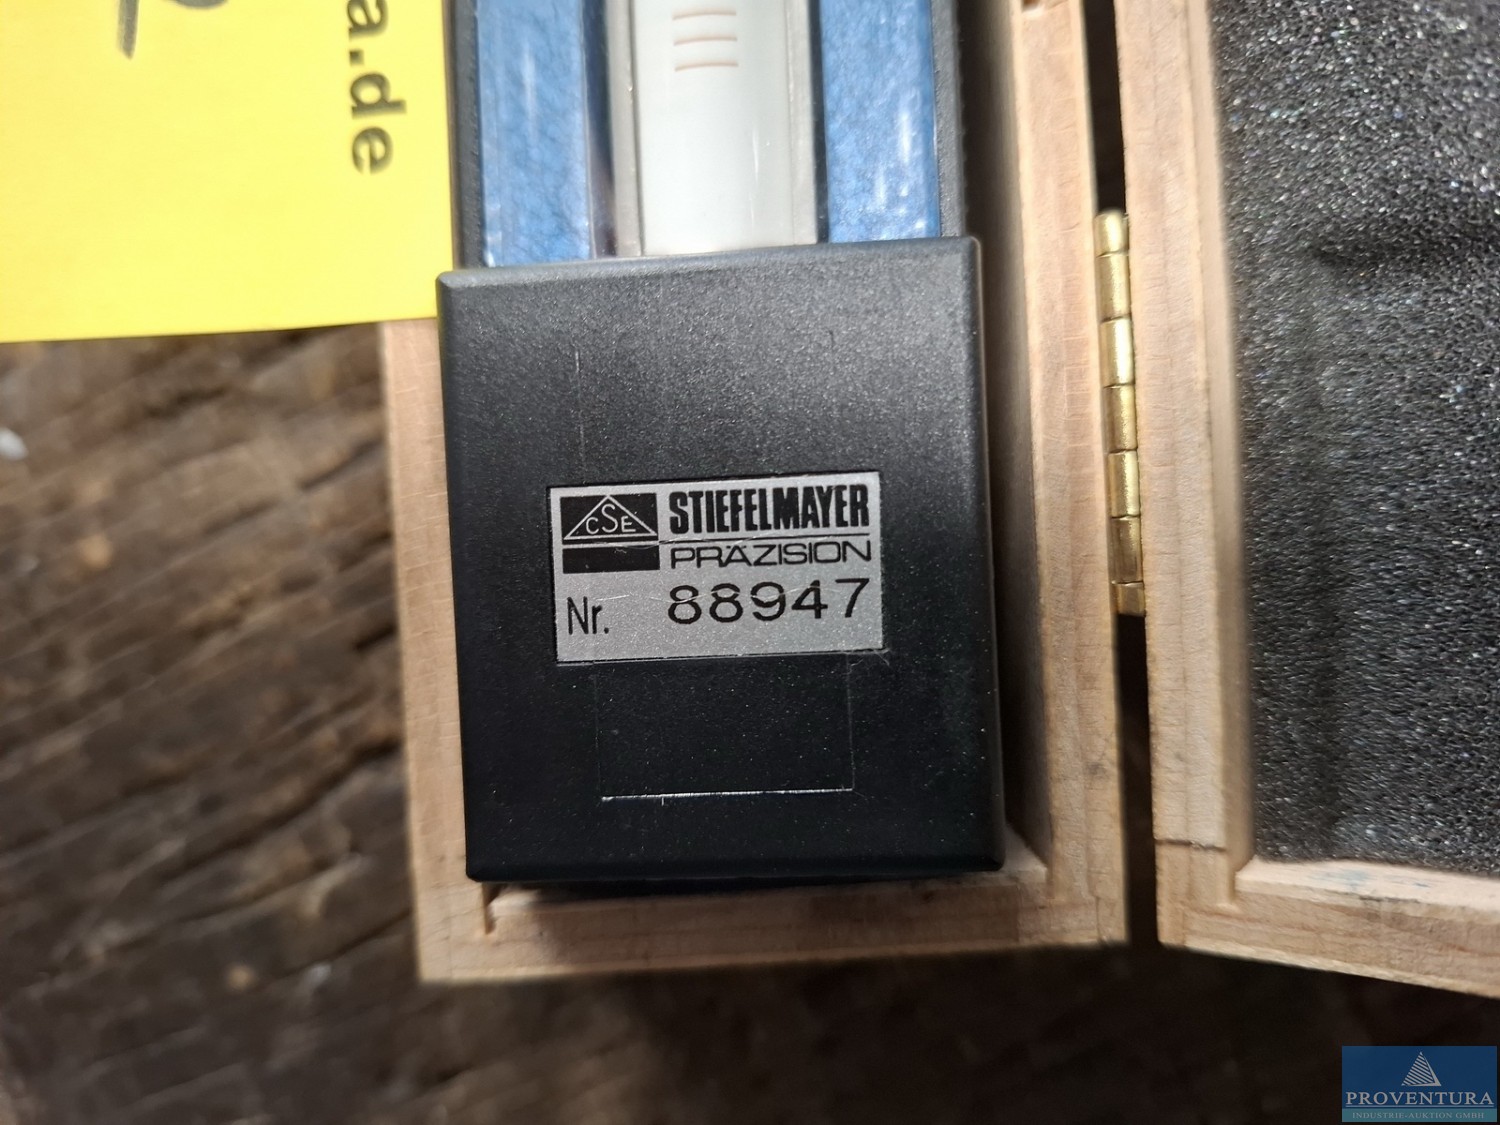 a.de
CSE
STIEFELMAYER
PRÄZISION
Nr. 88947
PROVENTURA
INDUSTRIE-AUKTION GMBH